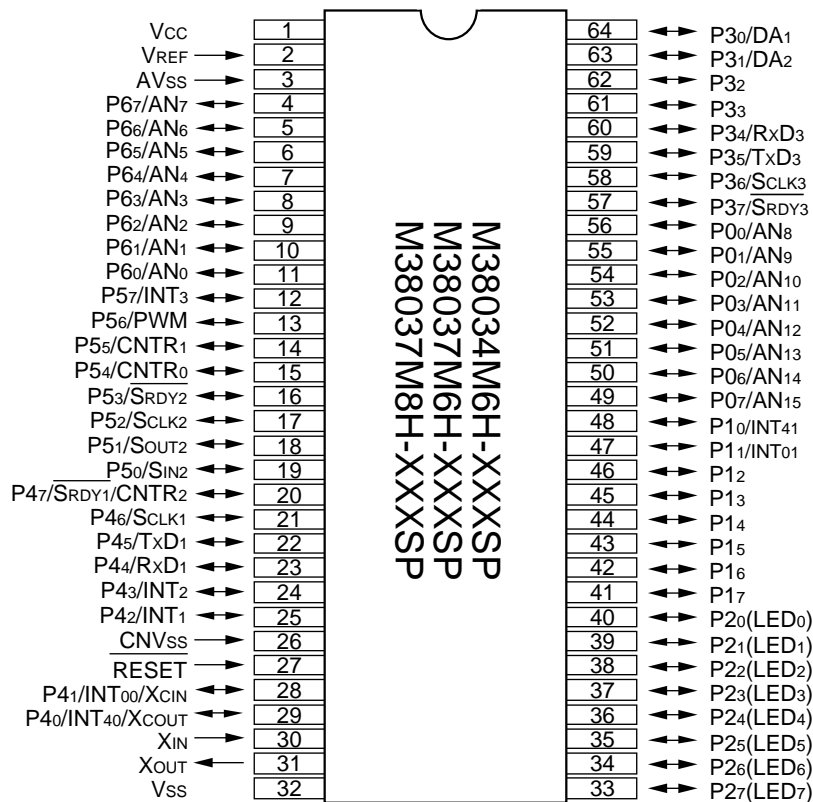 VCC 1
VREF 2
AVSS 3
P67/AN7 4
P66/AN6 5
P65/AN5 6
P64/AN4 7
P63/AN3 8
P62/AN2 9
P61/AN1 10
P60/AN0 11
P57/INT3 12
P56/PWM 13
P55/CNTR1 14
P54/CNTR0 15
P53/SRDY2 16
P52/SCLK2 17
P51/SOUT2 18
P50/SIN2 19
P47/SRDY1/CNTR2 20
P46/SCLK1 21
P45/TXD1 22
P44/RXD1 23
P43/INT2 24
P42/INT1 25
CNVSS 26
RESET 27
P41/INT00/XCIN 28
P40/INT40/XCOUT 29
XIN 30
XOUT 31
VSS 32
M38034M6H-XXXSP
M38037M6H-XXXSP
M38037M8H-XXXSP
64 P30/DA1
63 P31/DA2
62 P32
61 P33
60 P34/RXD3
59 P35/TXD3
58 P36/SCLK3
57 P37/SRDY3
56 P00/AN8
55 P01/AN9
54 P02/AN10
53 P03/AN11
52 P04/AN12
51 P05/AN13
50 P06/AN14
49 P07/AN15
48 P10/INT41
47 P11/INT01
46 P12
45 P13
44 P14
43 P15
42 P16
41 P17
40 P20(LED0)
39 P21(LED1)
38 P22(LED2)
37 P23(LED3)
36 P24(LED4)
35 P25(LED5)
34 P26(LED6)
33 P27(LED7)